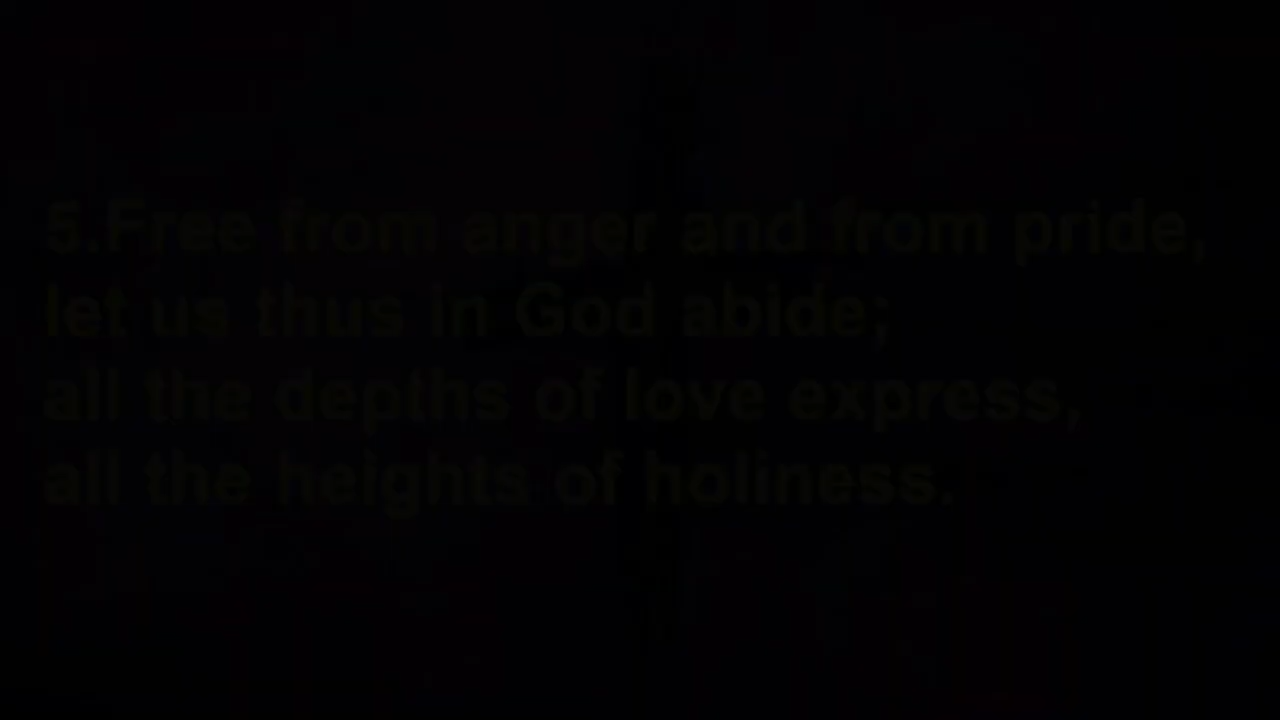 5.Free from anger and from pride,
let us thus in God abide;
all the depths of love express,
all the heights of holiness.